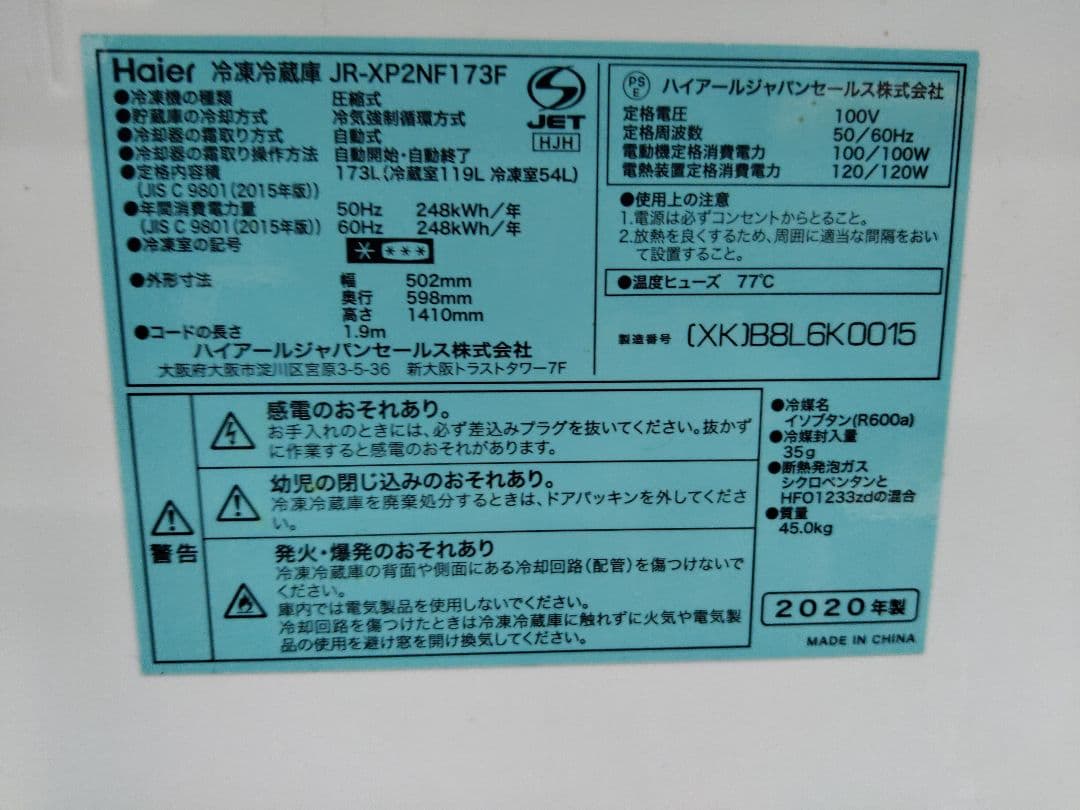 Haier 冷凍冷蔵庫 JR-XP2NF173F
●冷凍機の種類 圧縮式
●貯蔵庫の冷却方式 冷気強制循環方式
●冷却器の霜取り方式 自動式
●冷却器の霜取り操作方法 自動開始・自動終了
●定格内容積 173L(冷蔵室119L 冷凍室54L)
(JIS C 9801(2015年版))
●年間消費電力量 50Hz 248kWh/年
(JIS C 9801(2015年版)) 60Hz 248kWh/年
●冷凍室の記号 * ***
●外形寸法 幅 502mm
奥行 598mm
高さ 1410mm
●コードの長さ 1.9m
ハイアールジャパンセールス株式会社
大阪府大阪市淀川区宮原3-5-36 新大阪トラストタワー7F
S
JET
HJH
PS
E
ハイアールジャパンセールス株式会社
定格電圧 100V
定格周波数 50/60Hz
電動機定格消費電力 100/100W
電熱装置定格消費電力 120/120W
●使用上の注意
1.電源は必ずコンセントからとること。
2.放熱を良くするため、周囲に適当な間隔をおい
て設置すること。
●温度ヒューズ 77℃
製造番号 (XK)B8L6K0015
警告
感電のおそれあり。
お手入れのときには、必ず差込みプラグを抜いてください。抜かず
に作業すると感電のおそれがあります。
幼児の閉じ込みのおそれあり。
冷凍冷蔵庫を廃棄処分するときは、ドアパッキンを外してくださ
い。
発火・爆発のおそれあり
冷凍冷蔵庫の背面や側面にある冷却回路(配管)を傷つけないで
ください。
庫内では電気製品を使用しないでください。
冷却回路を傷つけたときは冷凍冷蔵庫に触れずに火気や電気製
品の使用を避け窓を開け換気してください。
●冷媒名
イソブタン(R600a)
●冷媒封入量
35g
●断熱発泡ガス
シクロペンタンと
HFO1233zdの混合
●質量
45.0kg
2020年製
MADE IN CHINA